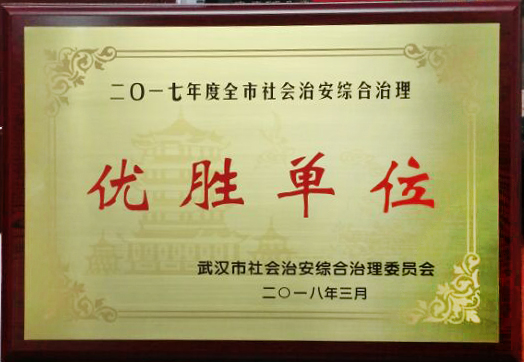 二〇一七年度全市社会治安综合治理
优胜单位
武汉市社会治安综合治理委员会
二〇一八年三月